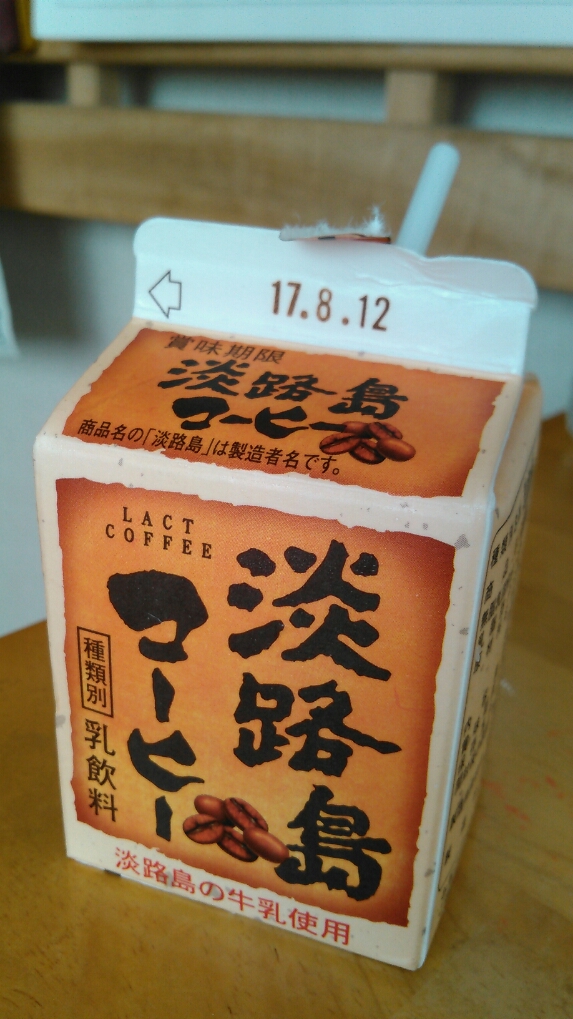 17.8.12
賞味期限
淡路島
コーヒー
商品名の「淡路島」は製造者名です。
LACT
COFFEE
淡路島
コーヒー
種類別
乳飲料
淡路島の牛乳使用